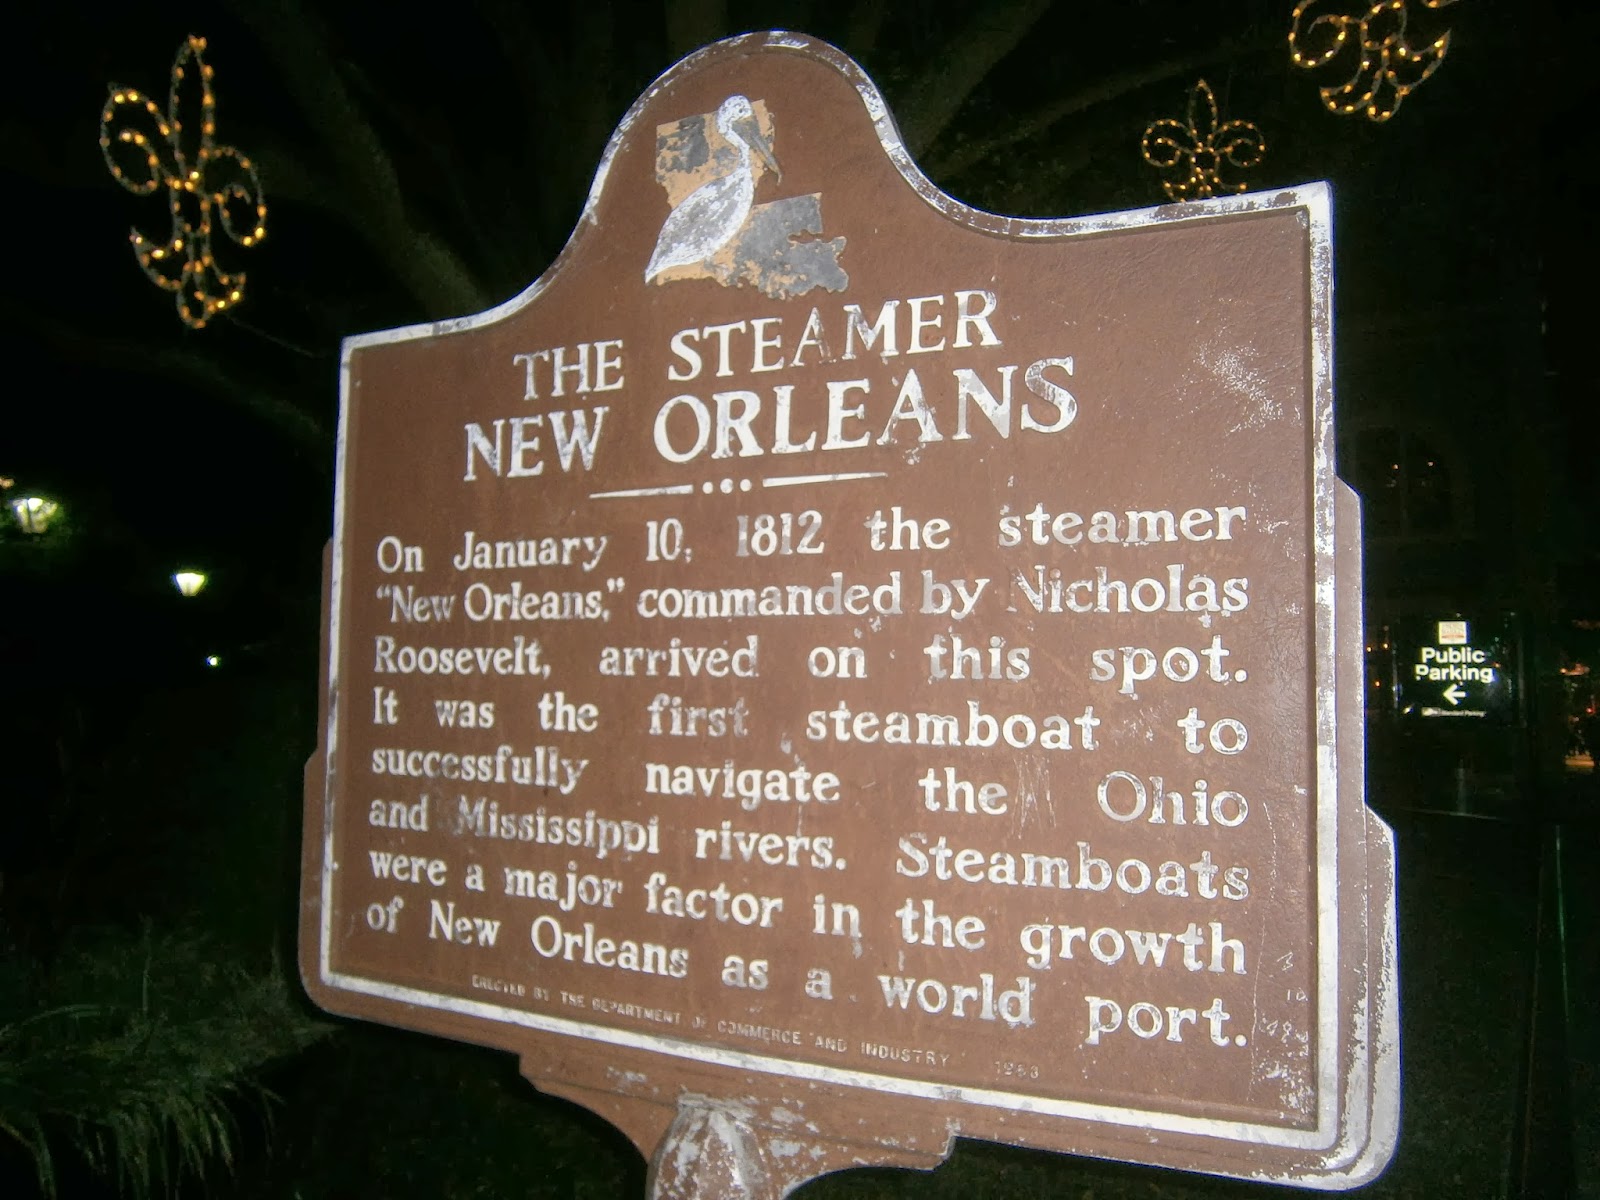 THE STEAMER
NEW ORLEANS
On January 10, 1812 the steamer
"New Orleans," commanded by Nicholas
Roosevelt, arrived on this spot.
It was the first steamboat to
successfully navigate the Ohio
and Mississippi rivers. Steamboats
were a major factor in the growth
of New Orleans as a world port.
ERECTED BY THE DEPARTMENT OF COMMERCE AND INDUSTRY 1963
Public
Parking